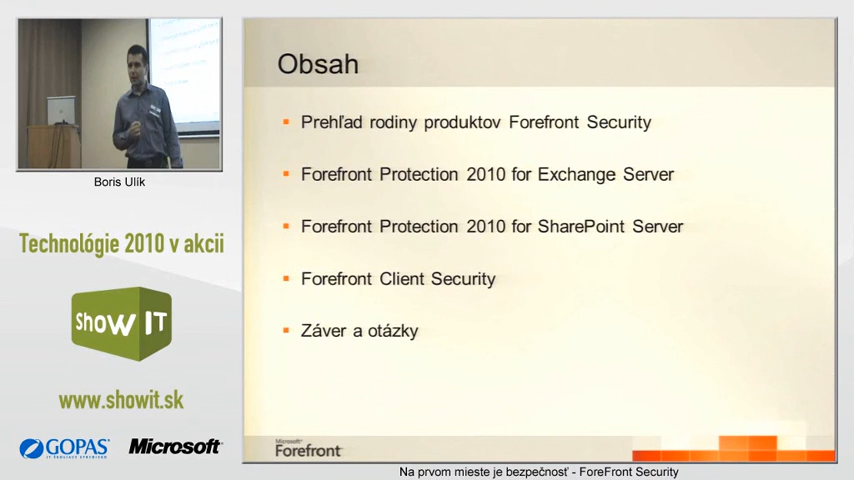 Boris Ulík
Technológie 2010 v akcii
Show IT
www.showit.sk
GOPAS
Microsoft
Obsah
Prehľad rodiny produktov Forefront Security
Forefront Protection 2010 for Exchange Server
Forefront Protection 2010 for SharePoint Server
Forefront Client Security
Záver a otázky
Microsoft
Forefront
Na prvom mieste je bezpečnosť - ForeFront Security